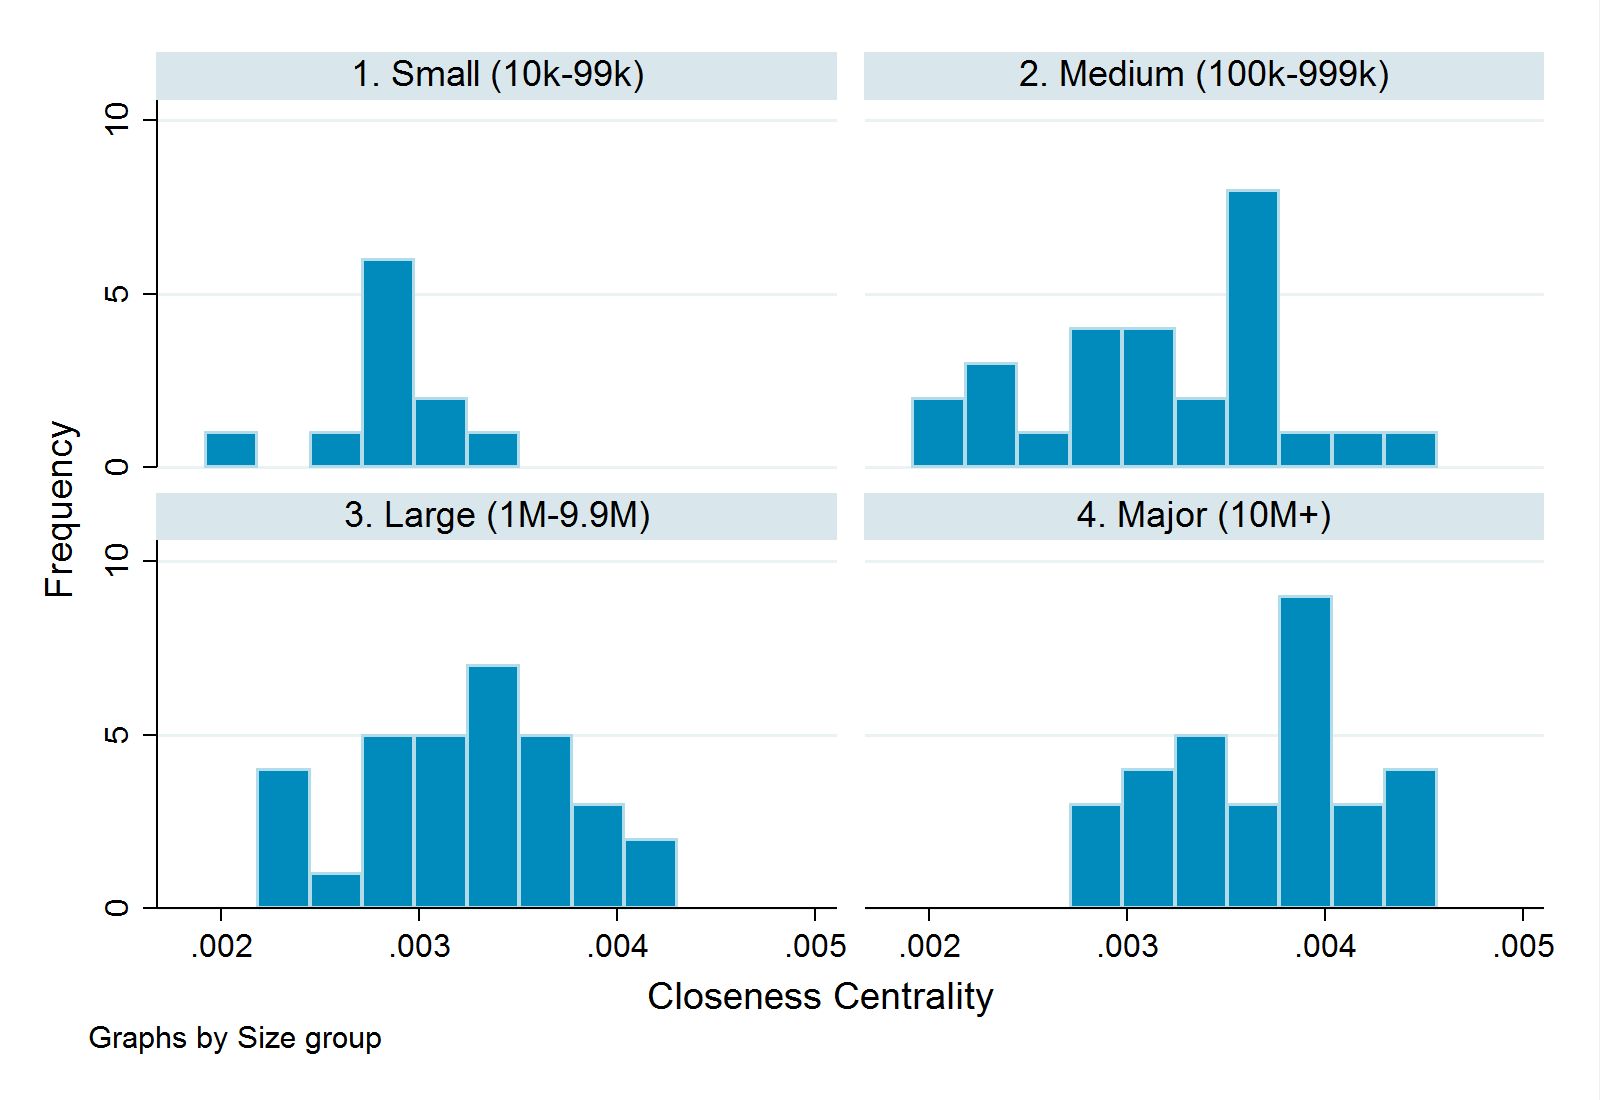 1. Small (10k-99k)
2. Medium (100k-999k)
10
5
0
3. Large (1M-9.9M)
4. Major (10M+)
10
5
0
Frequency
.002 .003 .004 .005
.002 .003 .004 .005
Closeness Centrality
Graphs by Size group